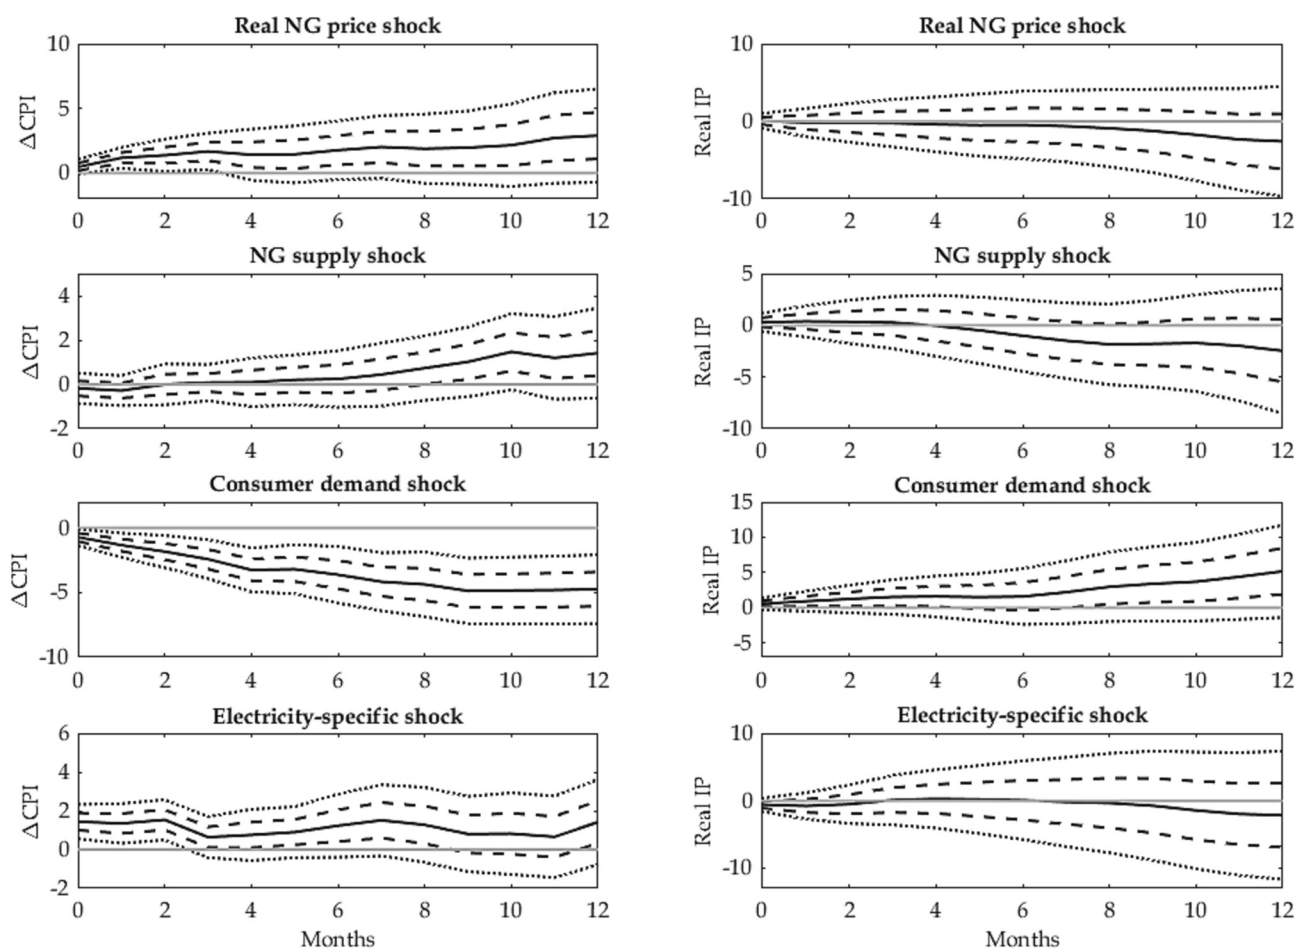 Real NG price shock
ΔCPI
10
5
0
0 2 4 6 8 10 12
Real NG price shock
Real IP
10
0
-10
0 2 4 6 8 10 12
NG supply shock
ΔCPI
4
2
0
-2
0 2 4 6 8 10 12
NG supply shock
Real IP
5
0
-5
-10
0 2 4 6 8 10 12
Consumer demand shock
ΔCPI
0
-5
-10
0 2 4 6 8 10 12
Consumer demand shock
Real IP
15
10
5
0
-5
0 2 4 6 8 10 12
Electricity-specific shock
ΔCPI
6
4
2
0
-2
0 2 4 6 8 10 12
Months
Electricity-specific shock
Real IP
10
0
-10
0 2 4 6 8 10 12
Months